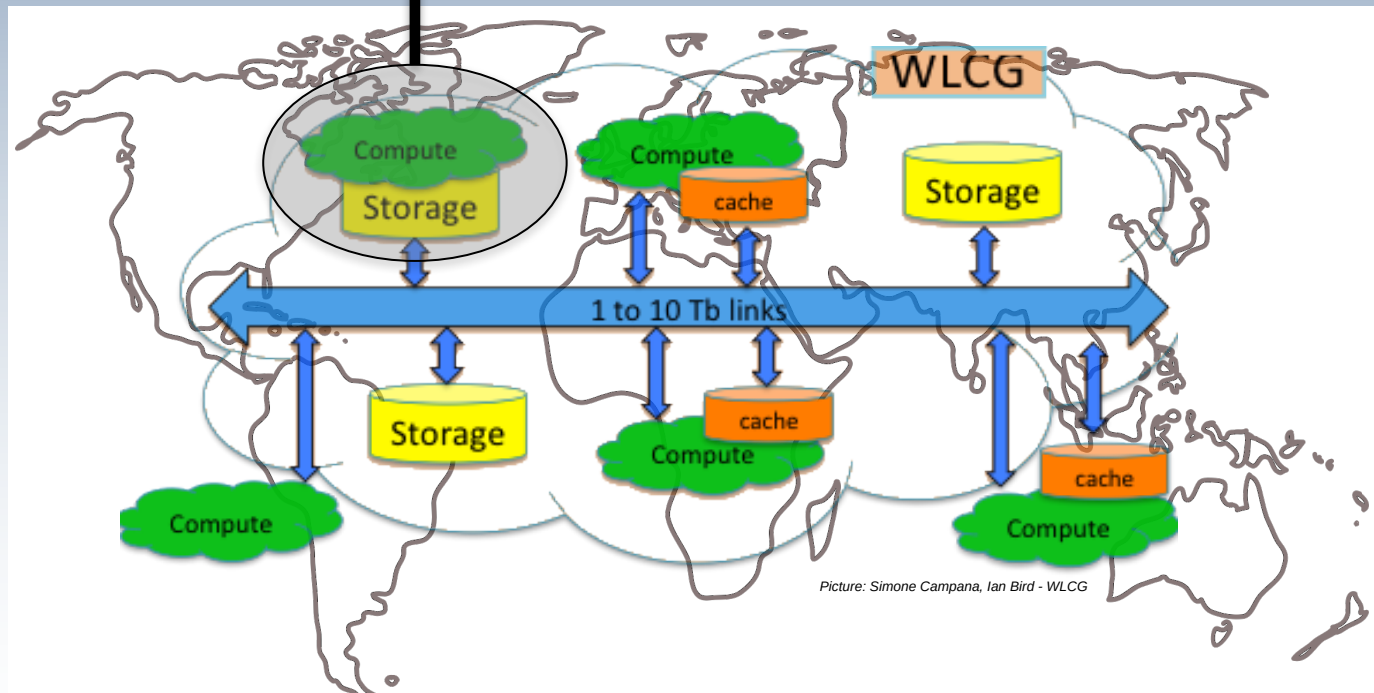 WLCG
Compute
Storage
Compute
cache
Storage
1 to 10 Tb links
Storage
cache
Compute
Compute
cache
Compute
Picture: Simone Campana, Ian Bird - WLCG